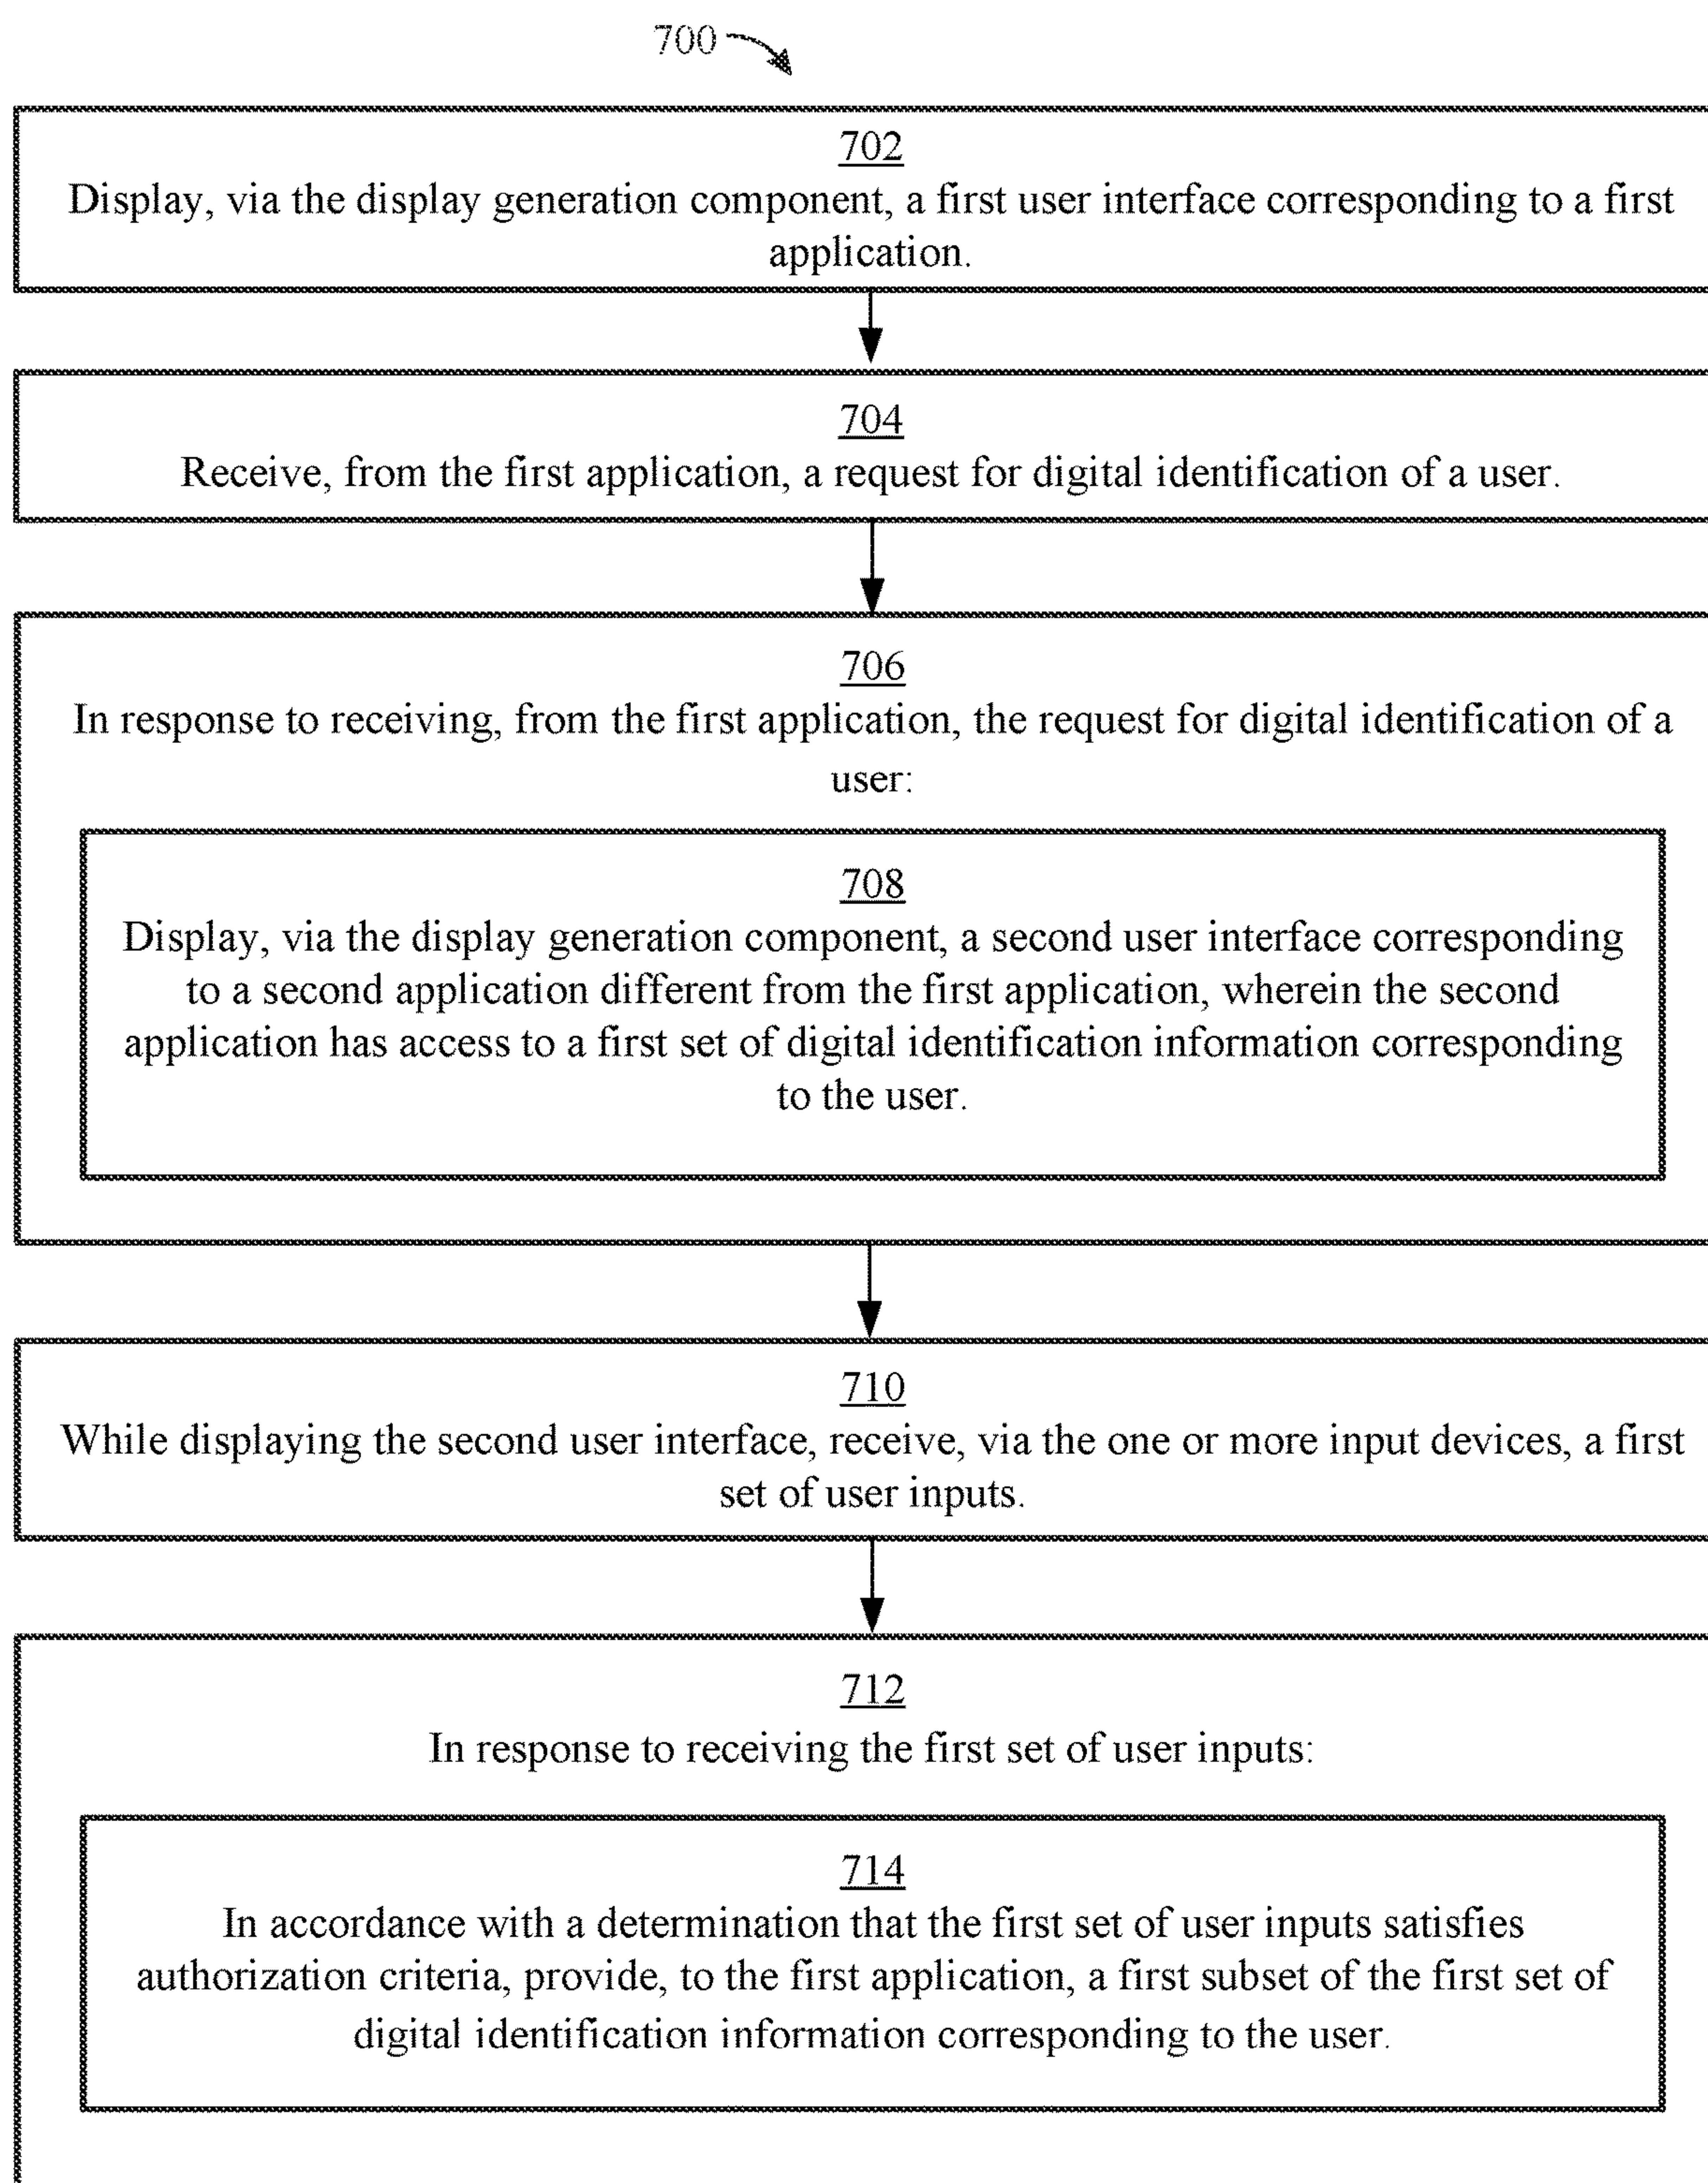 700
702
Display, via the display generation component, a first user interface corresponding to a first
application.
704
Receive, from the first application, a request for digital identification of a user.
706
In response to receiving, from the first application, the request for digital identification of a
user:
708
Display, via the display generation component, a second user interface corresponding
to a second application different from the first application, wherein the second
application has access to a first set of digital identification information corresponding
to the user.
710
While displaying the second user interface, receive, via the one or more input devices, a first
set of user inputs.
712
In response to receiving the first set of user inputs:
714
In accordance with a determination that the first set of user inputs satisfies
authorization criteria, provide, to the first application, a first subset of the first set of
digital identification information corresponding to the user.